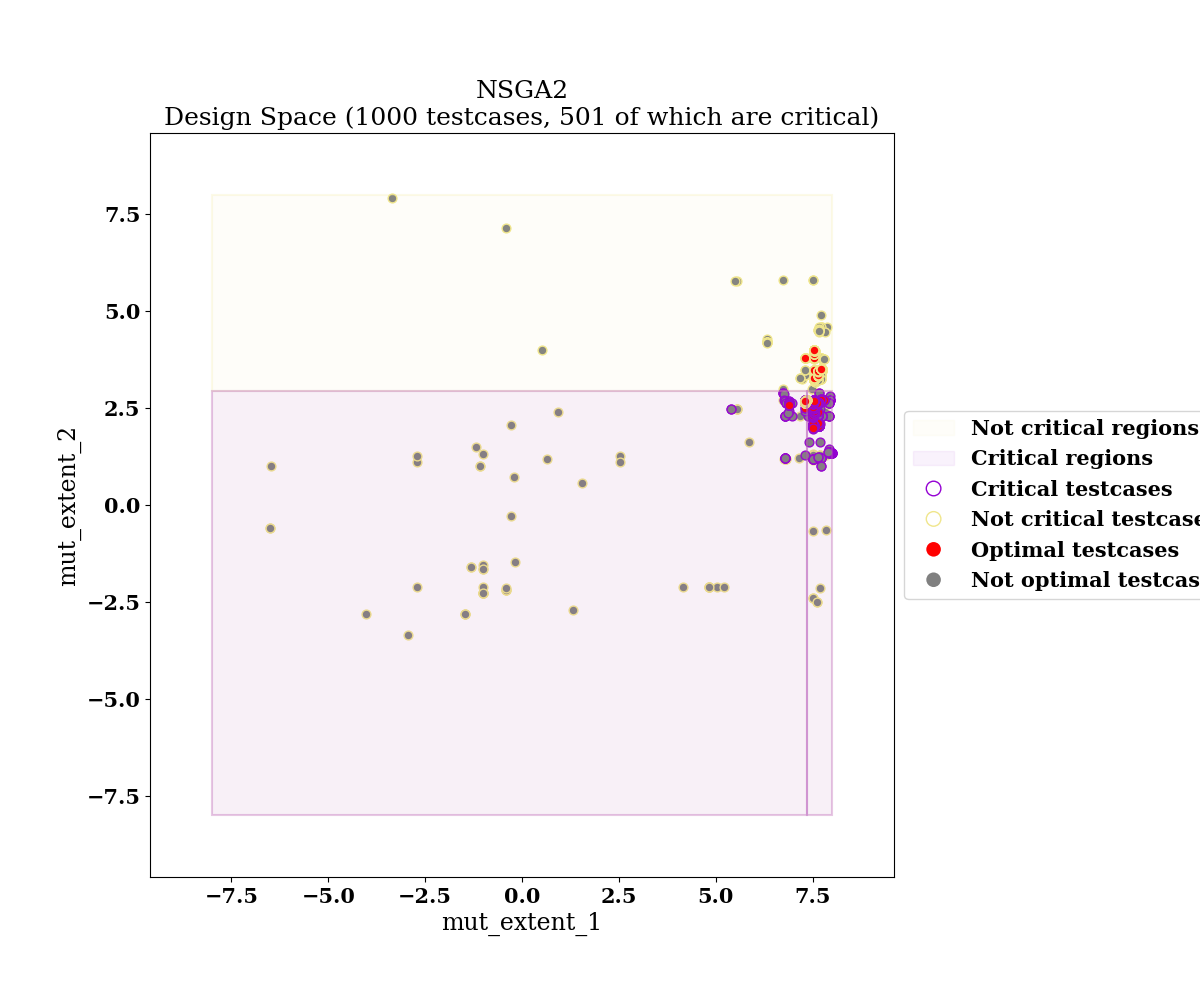 NSGA2
Design Space (1000 testcases, 501 of which are critical)
7.5
5.0
2.5
0.0
−2.5
−5.0
−7.5
mut_extent_2
−7.5
−5.0
−2.5
0.0
2.5
5.0
7.5
mut_extent_1
Not critical regions
Critical regions
Critical testcases
Not critical testcase
Optimal testcases
Not optimal testcas